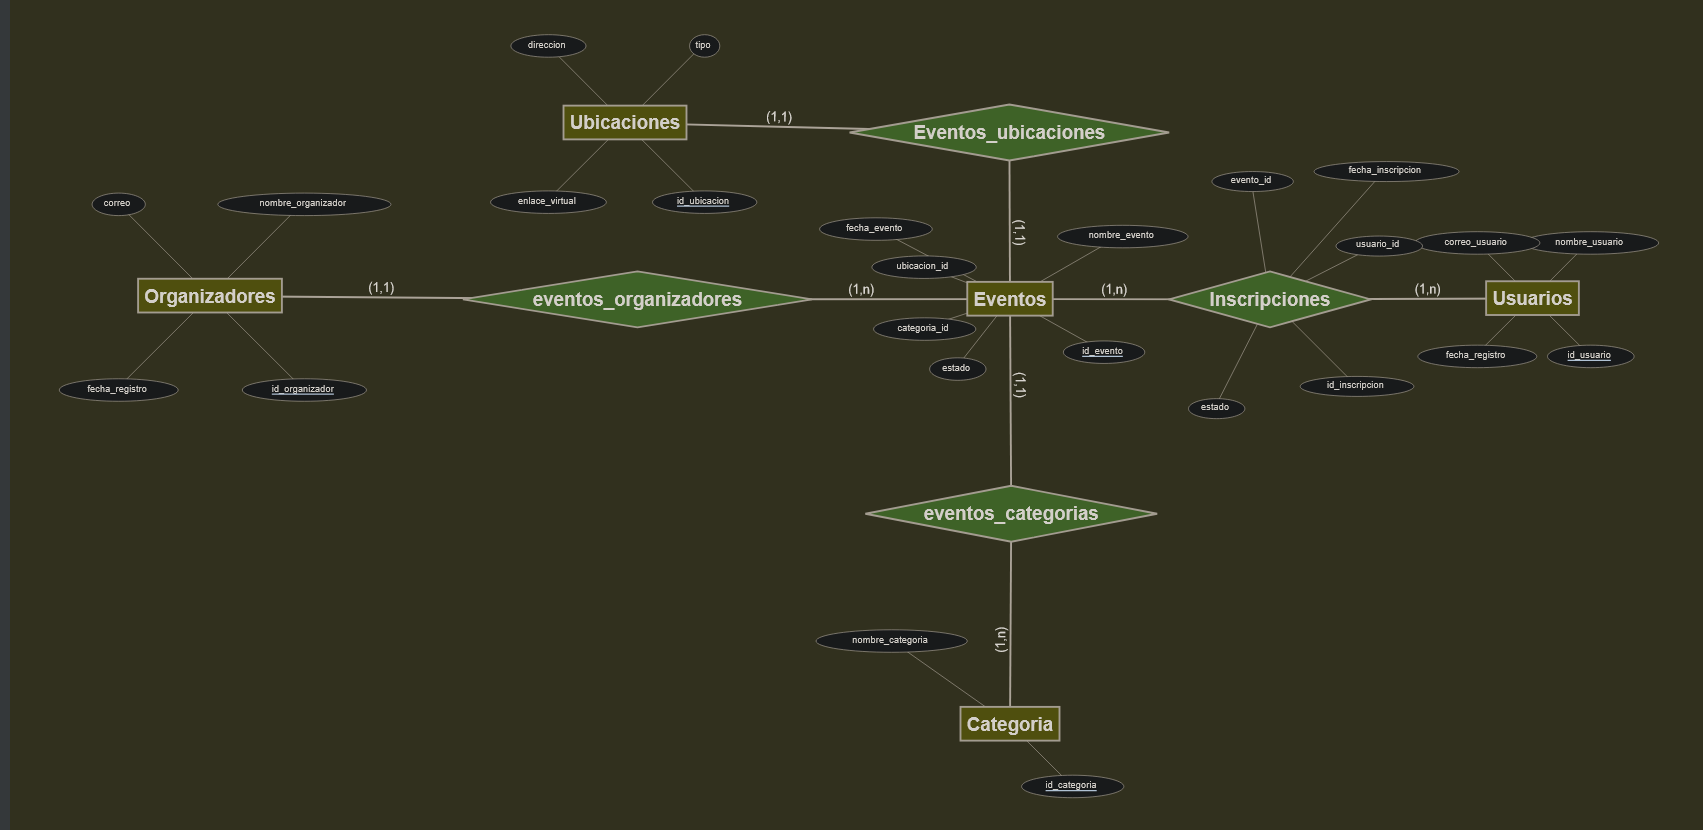 direccion
tipo
Ubicaciones
(1,1)
Eventos_ubicaciones
enlace_virtual
id_ubicacion
correo
nombre_organizador
Organizadores
(1,1)
eventos_organizadores
(1,n)
fecha_registro
id_organizador
(1,1)
fecha_evento
nombre_evento
ubicacion_id
Eventos
categoria_id
estado
id_evento
(1,n)
evento_id
fecha_inscripcion
usuario_id
Inscripciones
estado
id_inscripcion
(1,n)
correo_usuario
nombre_usuario
Usuarios
fecha_registro
id_usuario
(1,1)
eventos_categorias
(1,n)
nombre_categoria
Categoria
id_categoria